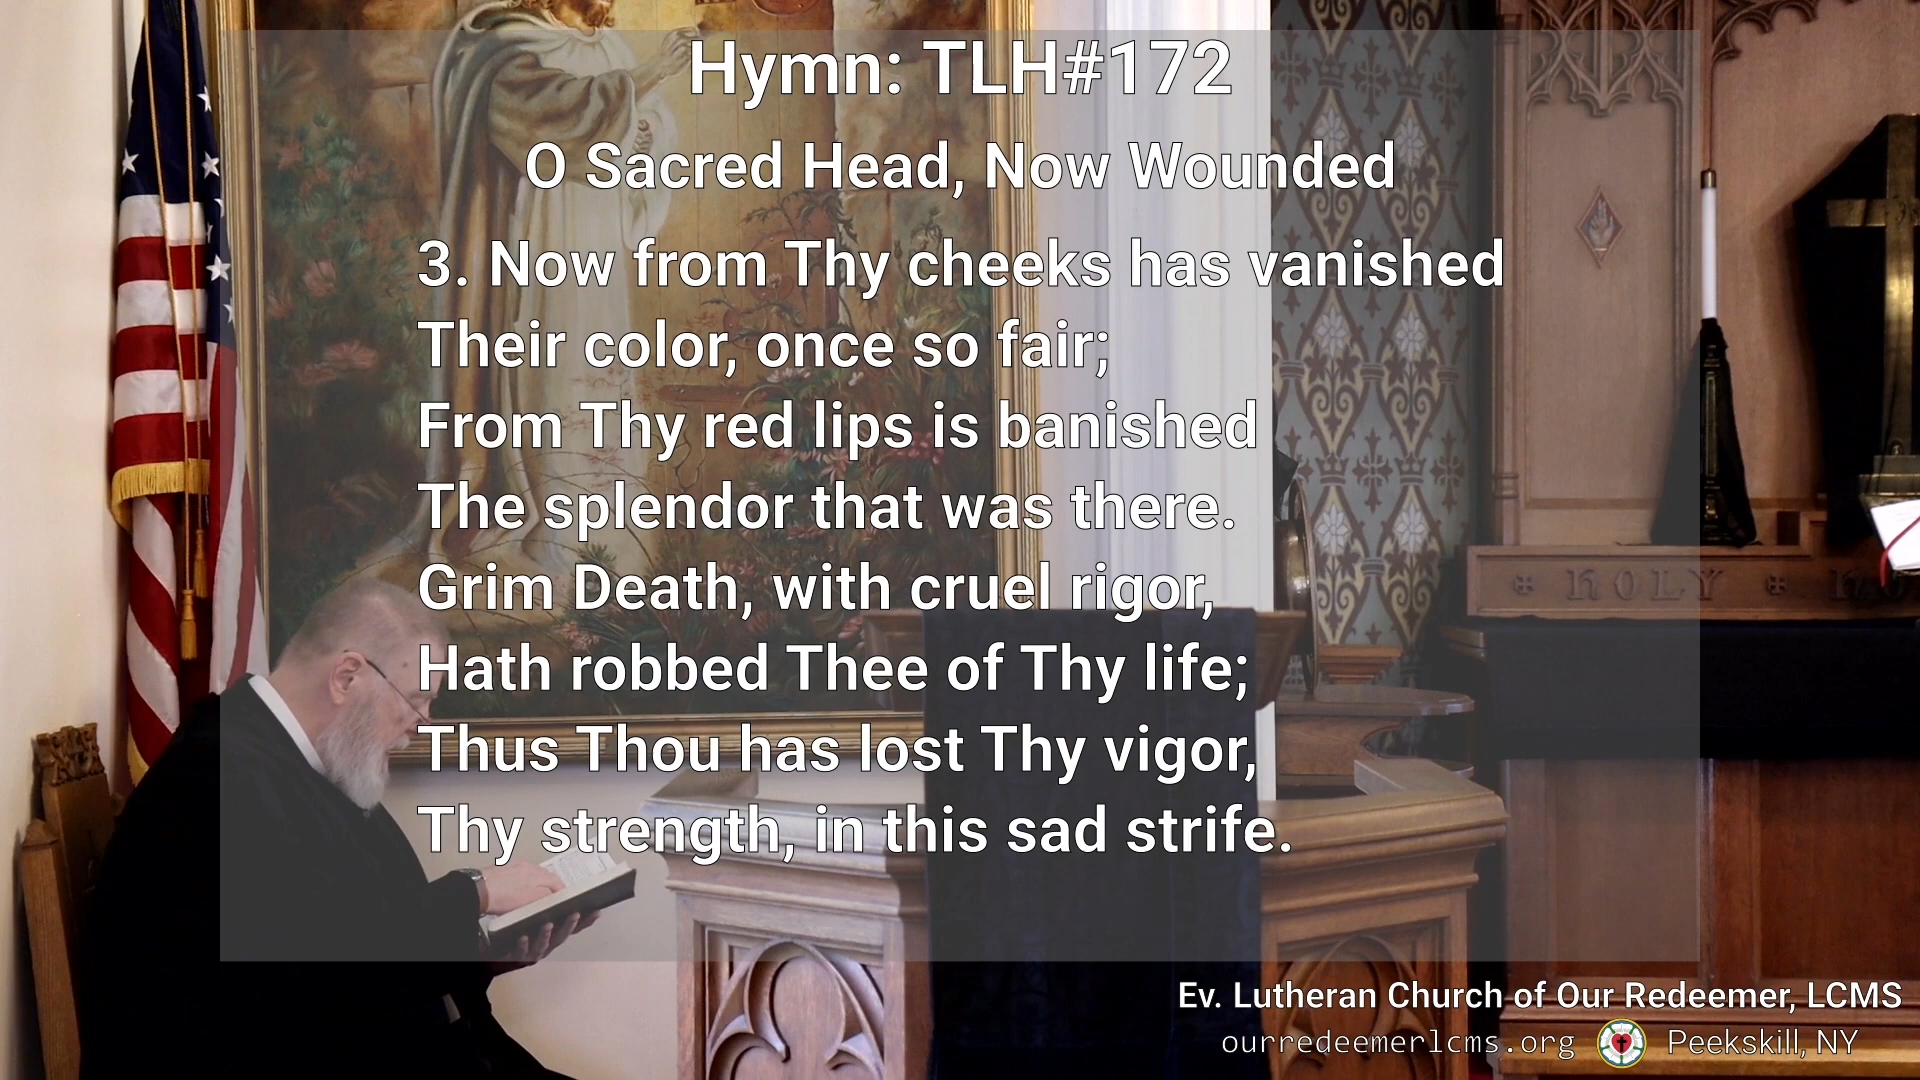 Hymn: TLH#172
O Sacred Head, Now Wounded
3. Now from Thy cheeks has vanished
Their color, once so fair;
From Thy red lips is banished
The splendor that was there.
Grim Death, with cruel rigor,
Hath robbed Thee of Thy life;
Thus Thou has lost Thy vigor,
Thy strength, in this sad strife.
HOLY
Ev. Lutheran Church of Our Redeemer, LCMS
ourredeemerlcms.org Peekskill, NY